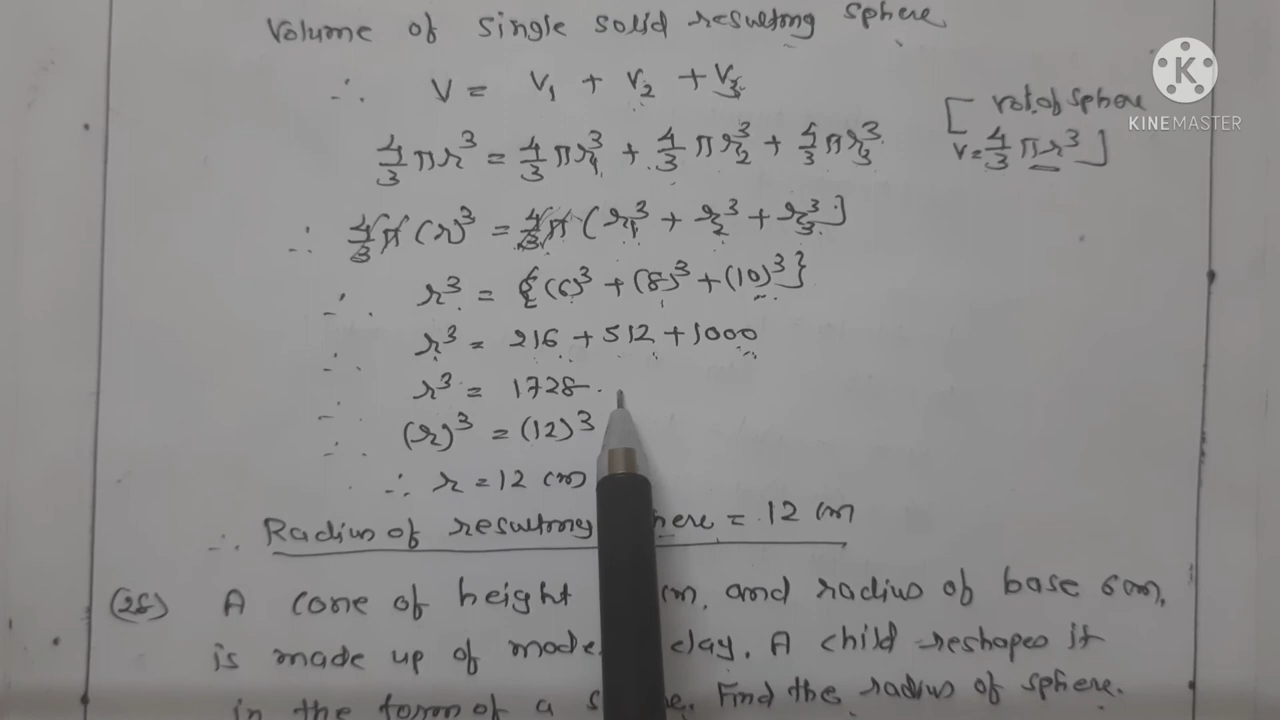 Volume of single solid resulting sphere
∴ V = V₁ + V₂ + V₃
4/3 πr³ = 4/3 πr₁³ + 4/3 πr₂³ + 4/3 πr₃³
[ vol. of sphere
V = 4/3 πr³ ]
K
KINEMASTER
∴ 4/3 π (r)³ = 4/3 π (r₁³ + r₂³ + r₃³]
∴ r³ = {(6)³ + (8)³ + (10)³}
∴ r³ = 216 + 512 + 1000
∴ r³ = 1728.
∴ (r)³ = (12)³
∴ r = 12 cm
∴ Radius of resulting = 12 cm
(28) A cone of height cm. and radius of base 6 cm,
is made up of clay. A child reshapes it
in the form of a Find the radius of sphere.